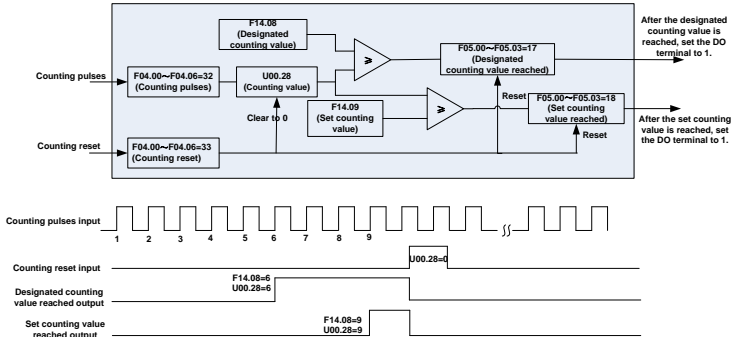 F14.08
(Designated
counting value)
After the designated
counting value is
reached, set the DO
terminal to 1.
F05.00～F05.03=17
(Designated
counting value reached)
Counting pulses
F04.00～F04.06=32
(Counting pulses)
U00.28
(Counting value)
≥
F14.09
(Set counting
value)
≥
Reset
F05.00～F05.03=18
(Set counting
value reached)
Clear to 0
Reset
After the set counting
value is reached, set
the DO terminal to 1.
Counting reset
F04.00～F04.06=33
(Counting reset)
Counting pulses input
1 2 3 4 5 6 7 8 9
Counting reset input
U00.28=0
F14.08=6
U00.28=6
Designated counting
value reached output
F14.08=9
U00.28=9
Set counting value
reached output